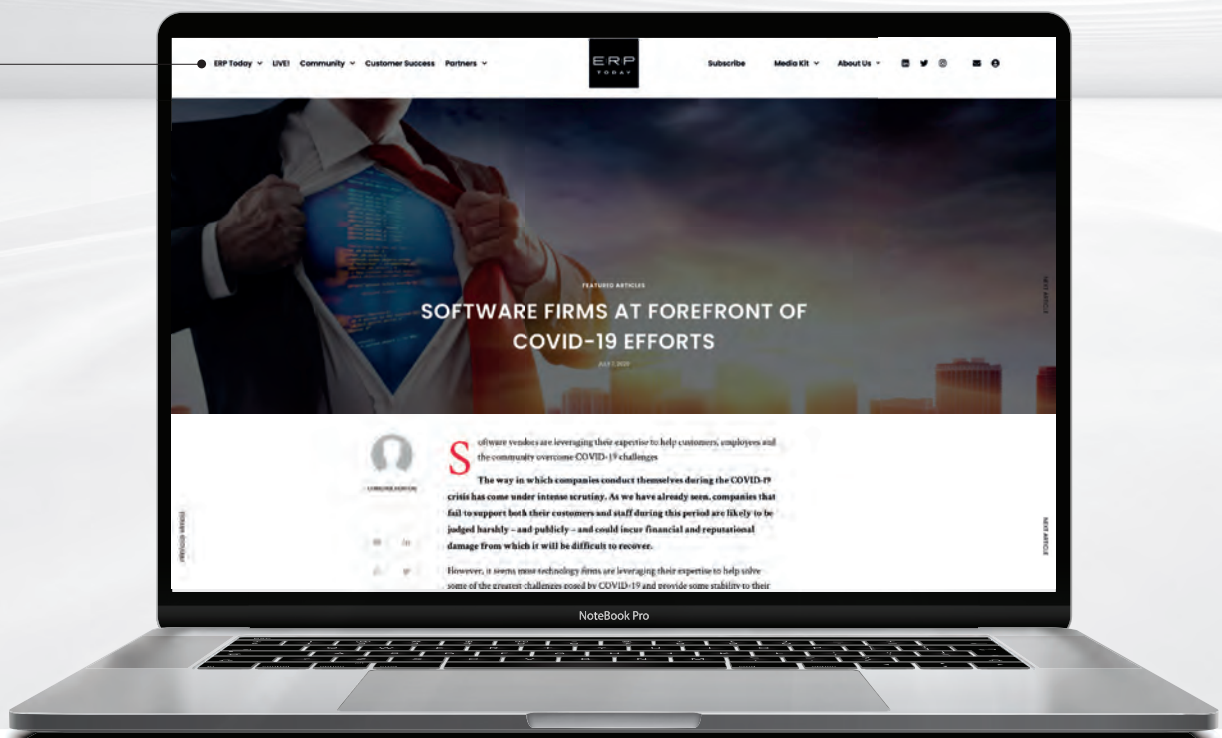 ERP Today LIVE! Community Customer Success Partners
ERP
TODAY
Subscribe Media Kit About Us
FEATURED ARTICLES
SOFTWARE FIRMS AT FOREFRONT OF
COVID-19 EFFORTS
NEXT ARTICLE
Software vendors are leveraging their expertise to help customers, employees and
the community overcome COVID-19 challenges
The way in which companies conduct themselves during the COVID-19
crisis has come under intense scrutiny. As we have already seen, companies that
fail to support both their customers and staff during this period are likely to be
judged harshly – and publicly – and could incur financial and reputational
damage from which it will be difficult to recover.
However, it seems most technology firms are leveraging their expertise to help solve
some of the greatest challenges posed by COVID-19 and provide some stability to their
PREVIOUS ARTICLE
NEXT ARTICLE
NoteBook Pro